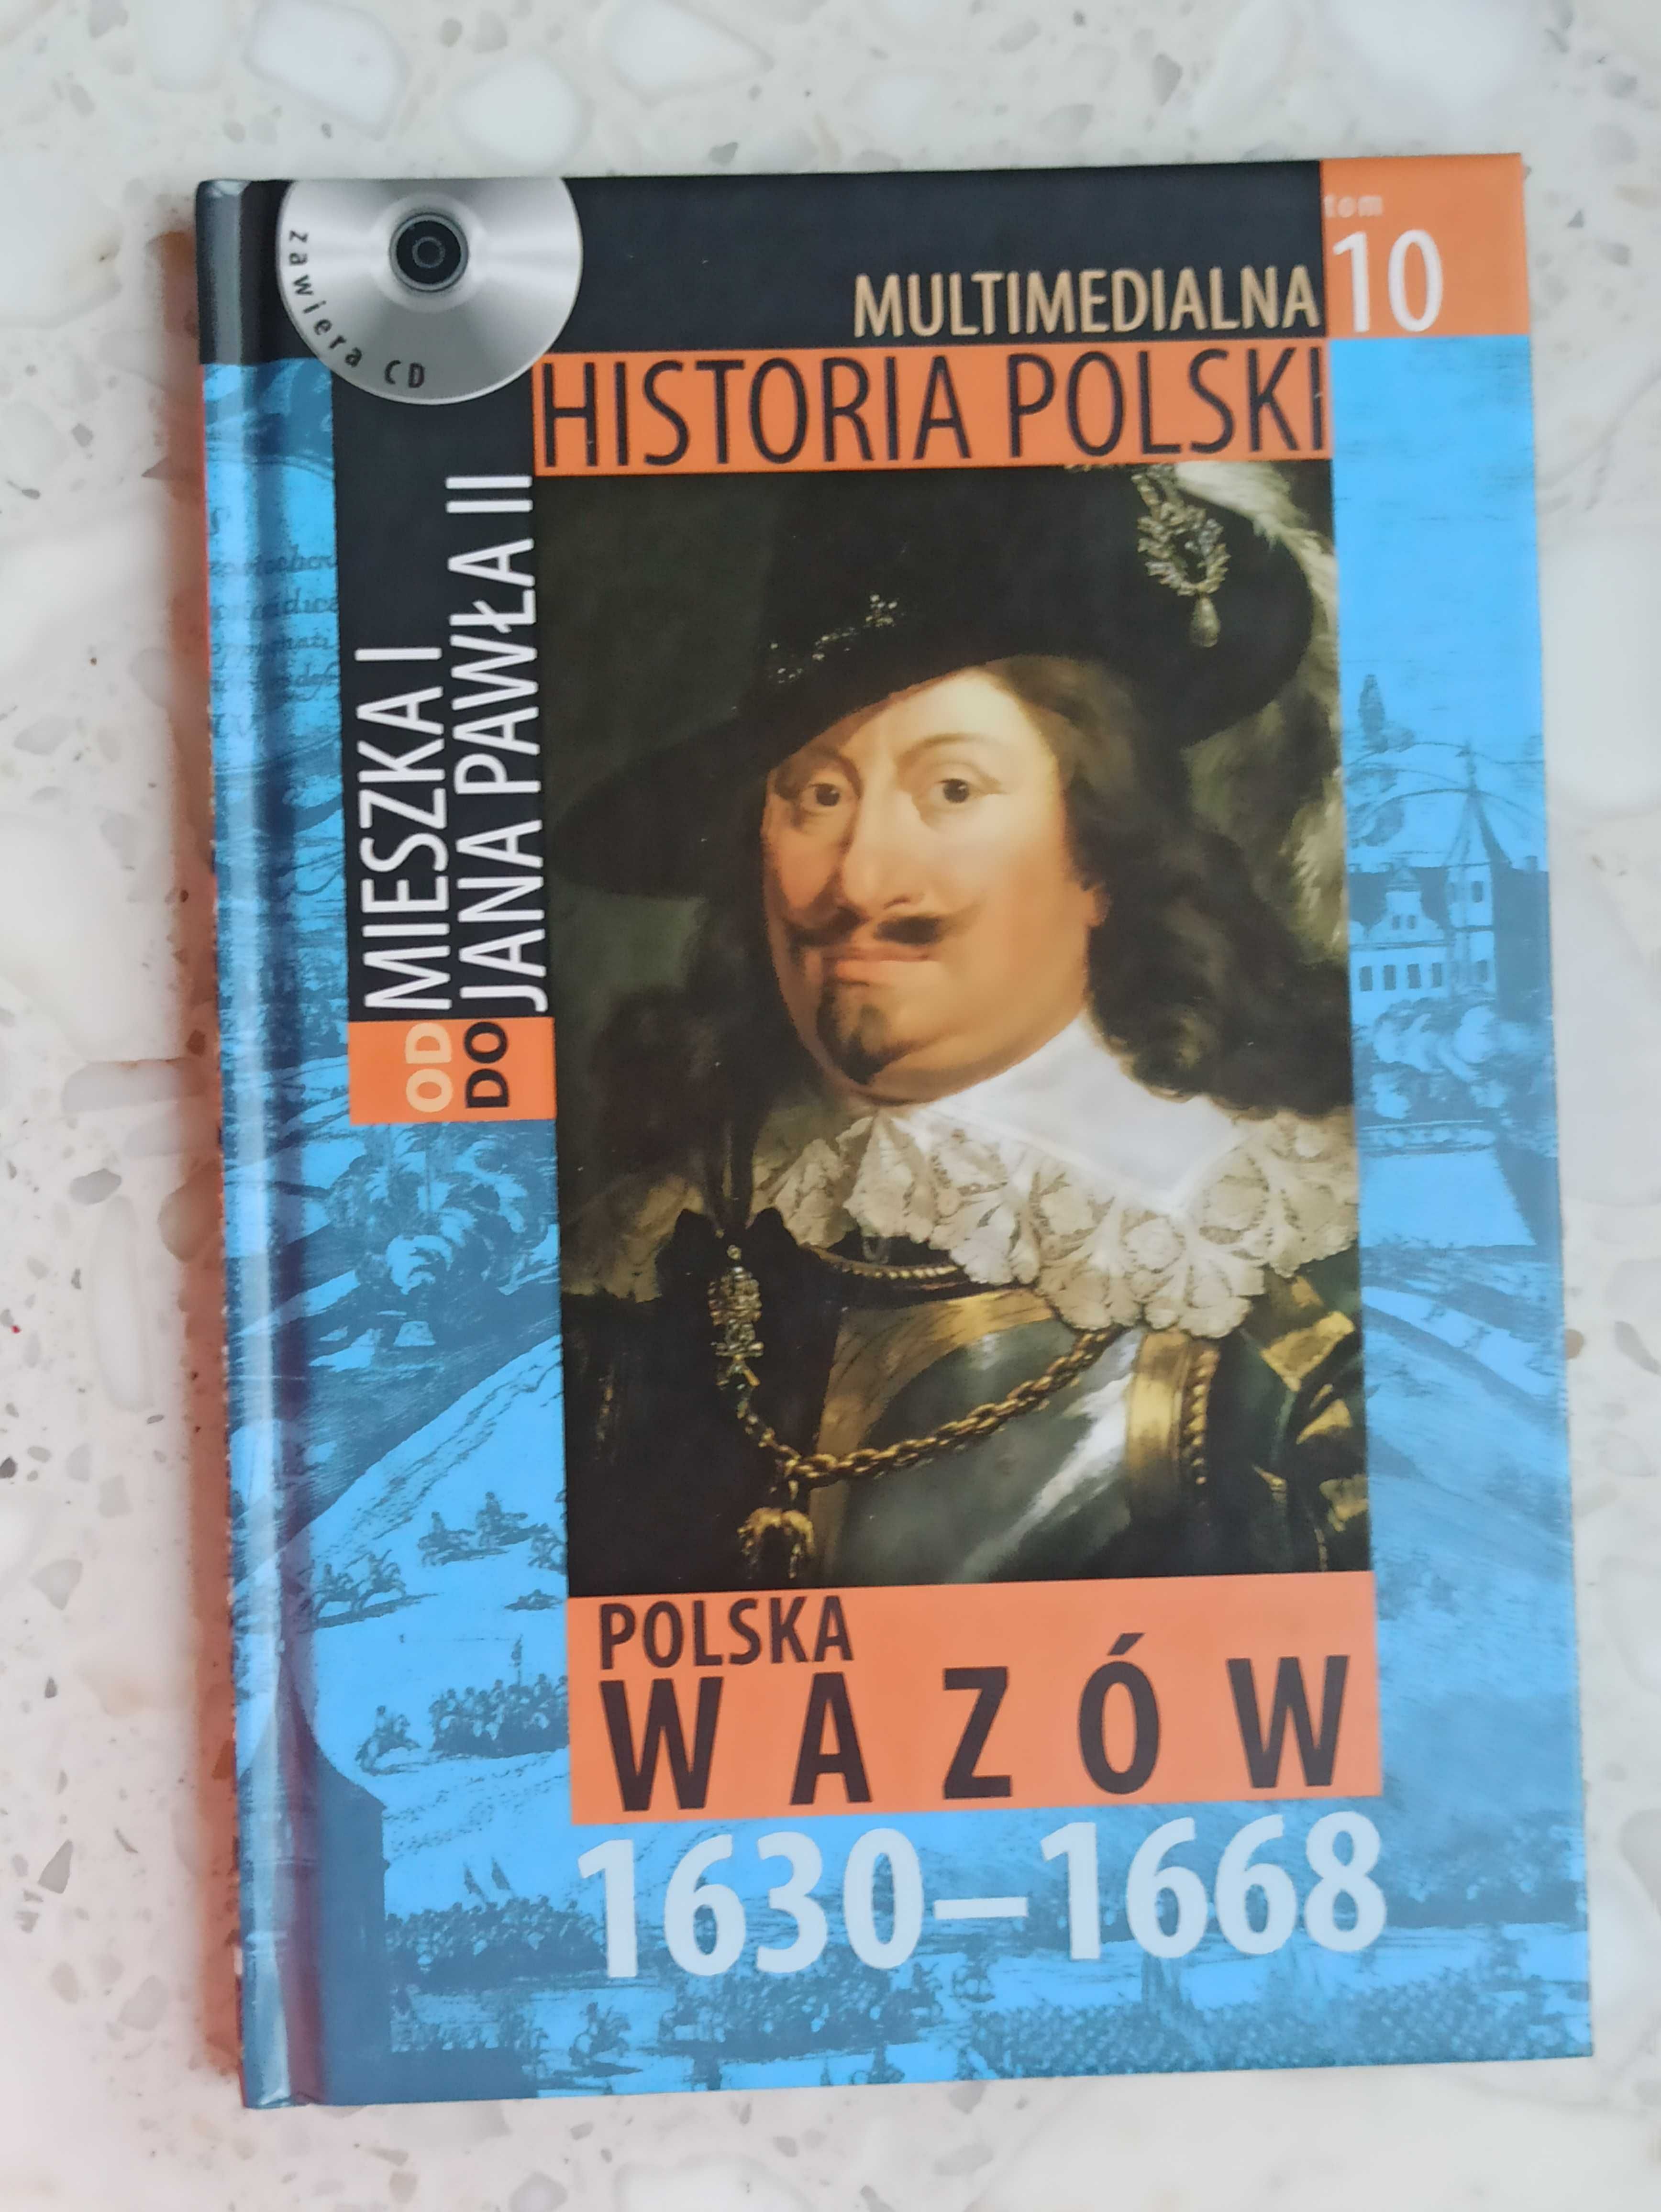 zawiera CD
tom
10
MULTIMEDIALNA
HISTORIA POLSKI
OD MIESZKA I
DO JANA PAWŁA II
POLSKA
WAZÓW
1630–1668